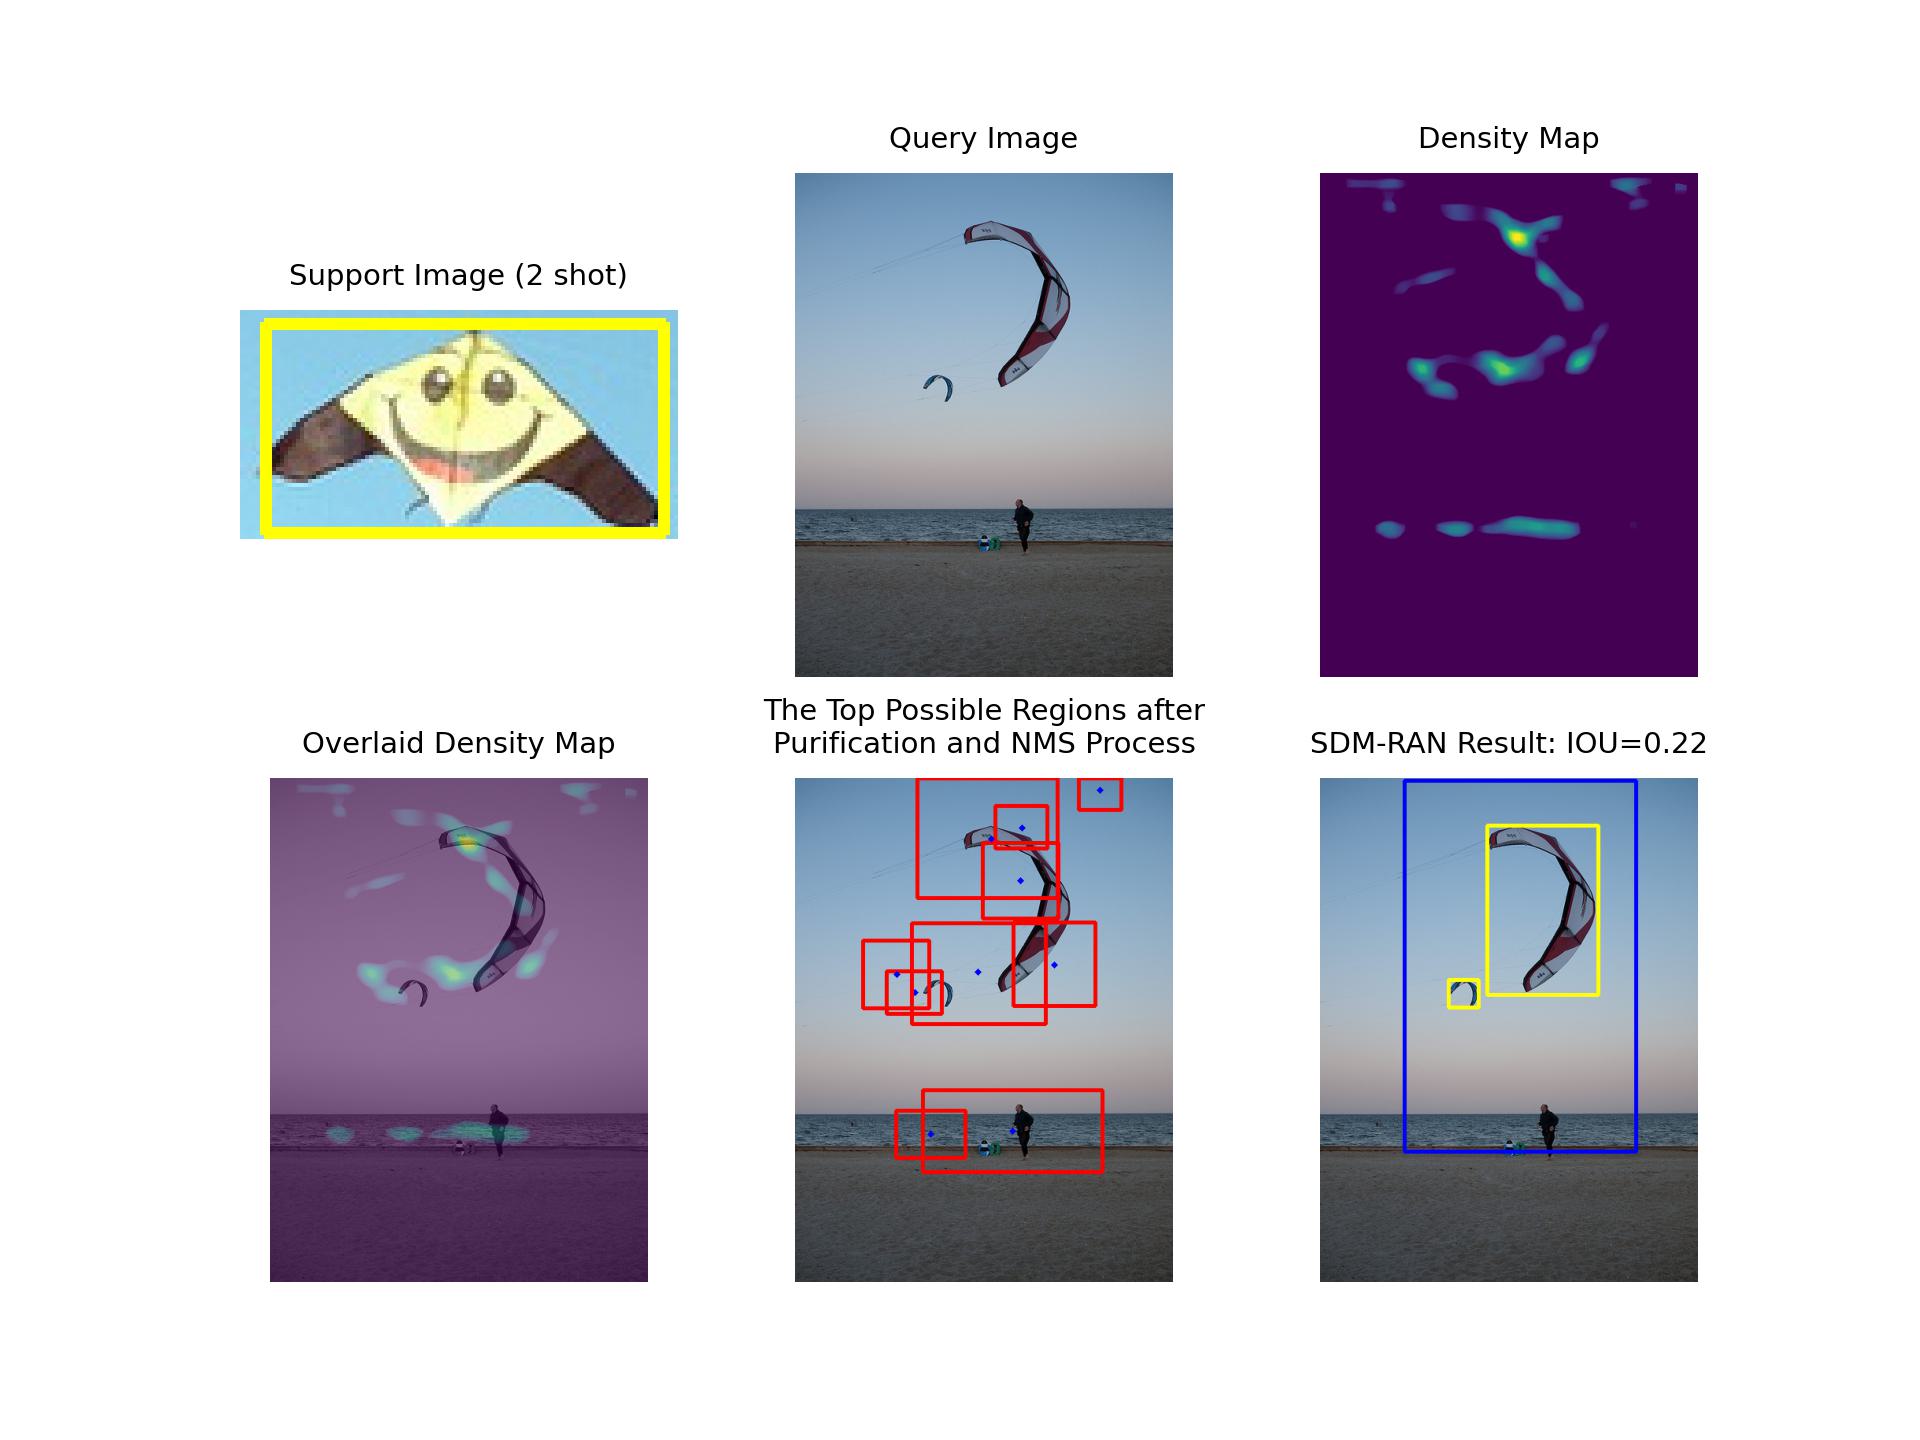 Query Image
Density Map
Support Image (2 shot)
The Top Possible Regions after
Purification and NMS Process
Overlaid Density Map
SDM-RAN Result: IOU=0.22